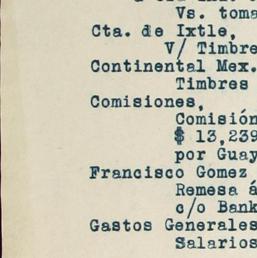 Vs. toma
Cta. de Ixtle,
V/ Timbre
Continental Mex.
Timbres
Comisiones,
Comisión
$ 13,239
por Guay
Francisco Gomez
Remesa á
c/o Bank
Gastos Generales
Salarios